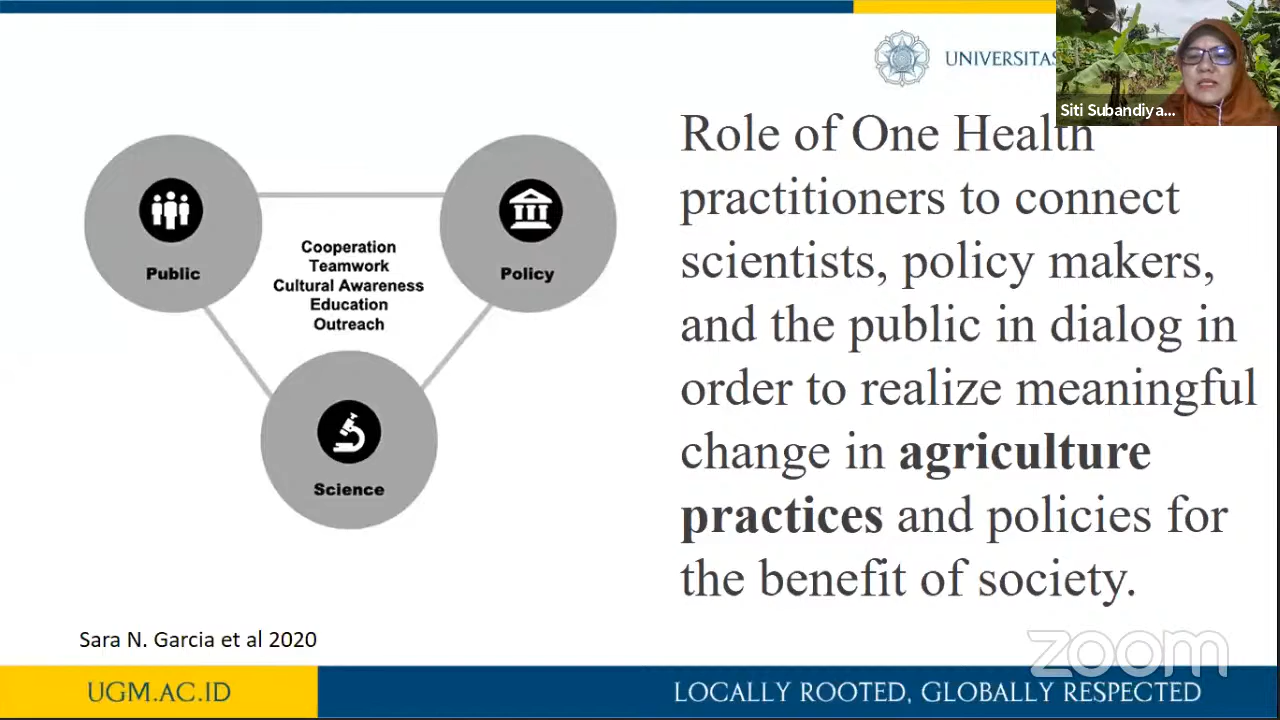 UNIVERSITAS
Siti Subandiya...
Role of One Health
practitioners to connect
scientists, policy makers,
and the public in dialog in
order to realize meaningful
change in agriculture
practices and policies for
the benefit of society.
Public
Policy
Cooperation
Teamwork
Cultural Awareness
Education
Outreach
Science
Sara N. Garcia et al 2020
zoom
UGM.AC.ID
LOCALLY ROOTED, GLOBALLY RESPECTED